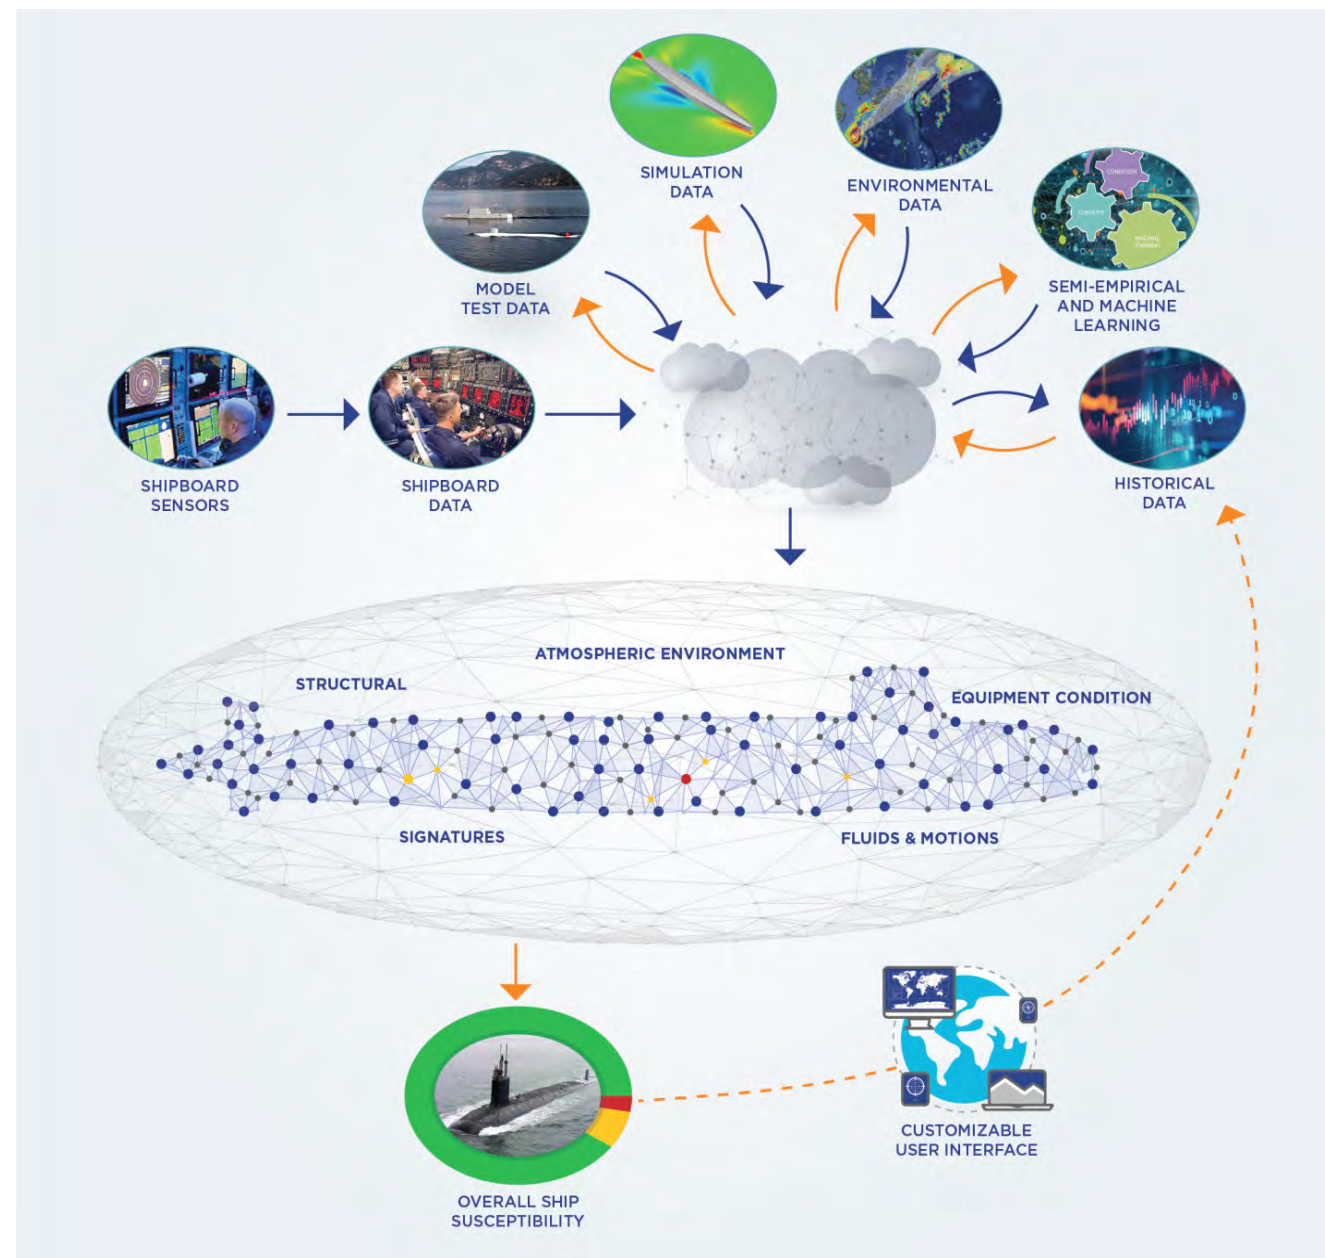 SIMULATION
DATA
ENVIRONMENTAL
DATA
CONDITION
MODEL
TEST DATA
SEMI-EMPIRICAL
AND MACHINE
LEARNING
SHIPBOARD
SENSORS
SHIPBOARD
DATA
HISTORICAL
DATA
ATMOSPHERIC ENVIRONMENT
STRUCTURAL
EQUIPMENT CONDITION
SIGNATURES
FLUIDS & MOTIONS
CUSTOMIZABLE
USER INTERFACE
OVERALL SHIP
SUSCEPTIBILITY